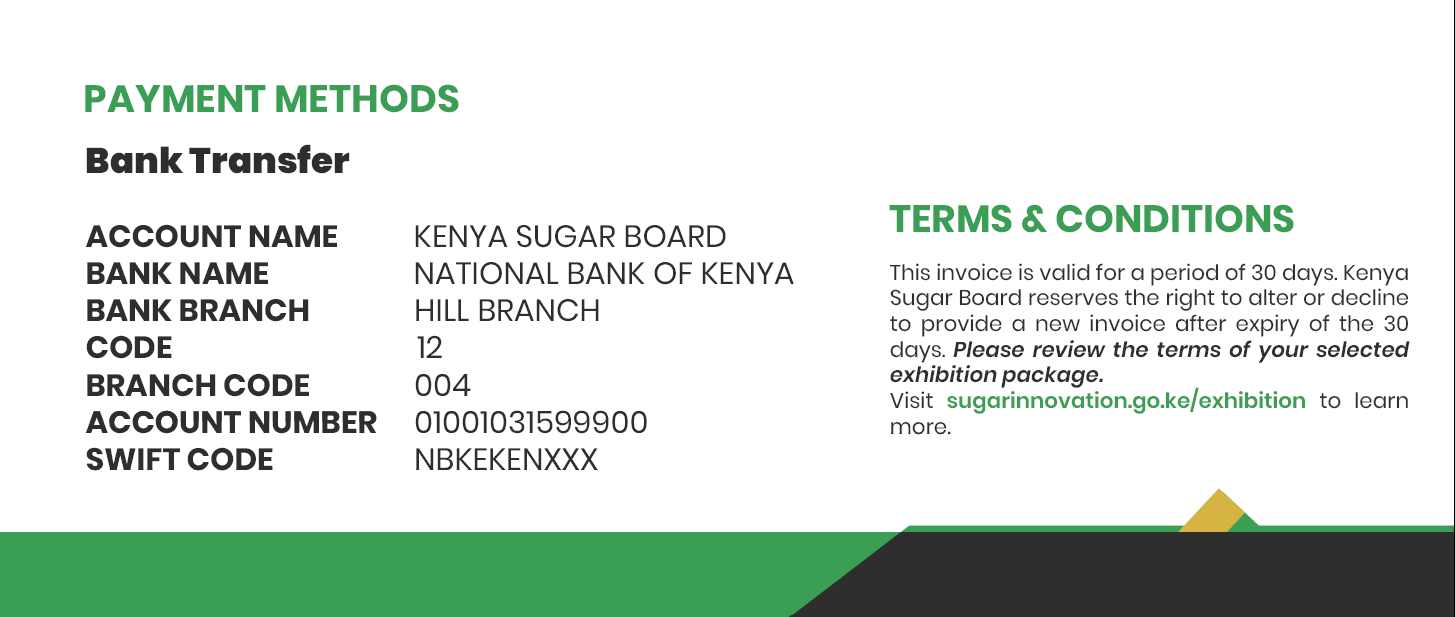 PAYMENT METHODS
Bank Transfer
ACCOUNT NAME KENYA SUGAR BOARD
BANK NAME NATIONAL BANK OF KENYA
BANK BRANCH HILL BRANCH
CODE 12
BRANCH CODE 004
ACCOUNT NUMBER 01001031599900
SWIFT CODE NBKEKENXXX
TERMS & CONDITIONS
This invoice is valid for a period of 30 days. Kenya
Sugar Board reserves the right to alter or decline
to provide a new invoice after expiry of the 30
days. Please review the terms of your selected
exhibition package.
Visit sugarinnovation.go.ke/exhibition to learn
more.